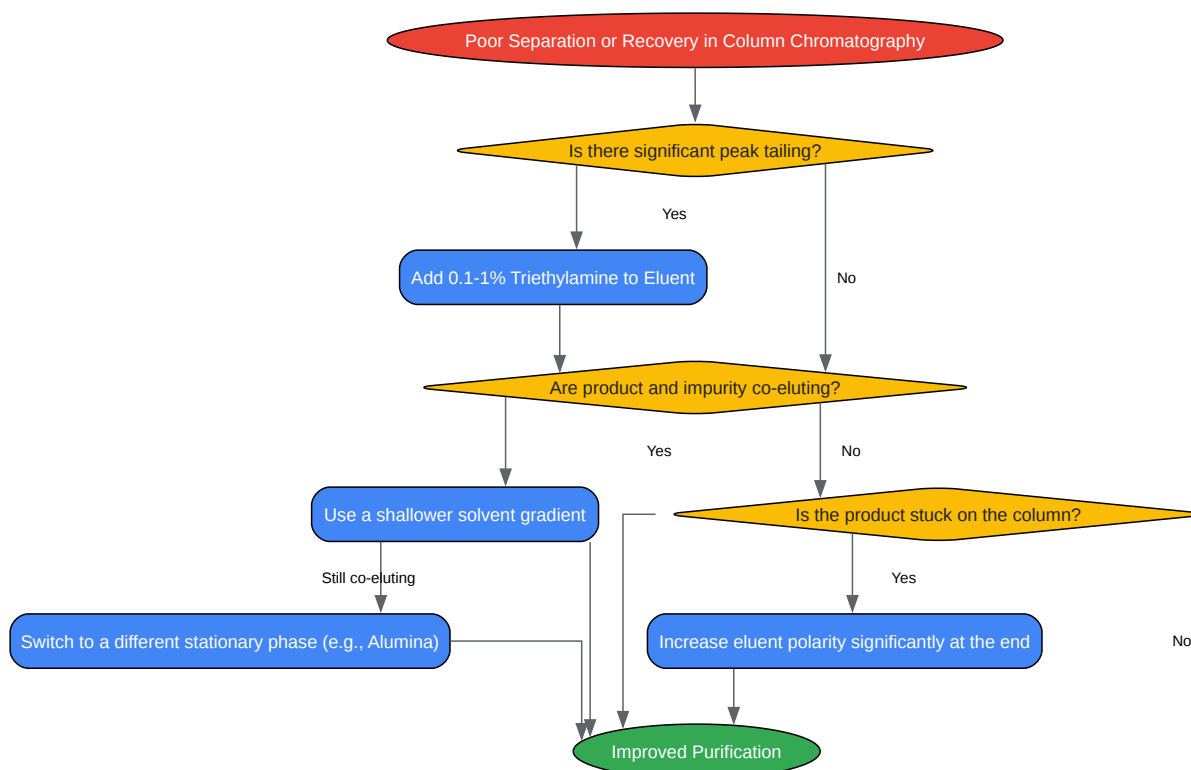 Poor Separation or Recovery in Column Chromatography
Is there significant peak tailing?
Yes
Add 0.1-1% Triethylamine to Eluent
No
Are product and impurity co-eluting?
Yes
No
Use a shallower solvent gradient
Is the product stuck on the column?
Still co-eluting
Yes
Switch to a different stationary phase (e.g., Alumina)
Increase eluent polarity significantly at the end
No
Improved Purification